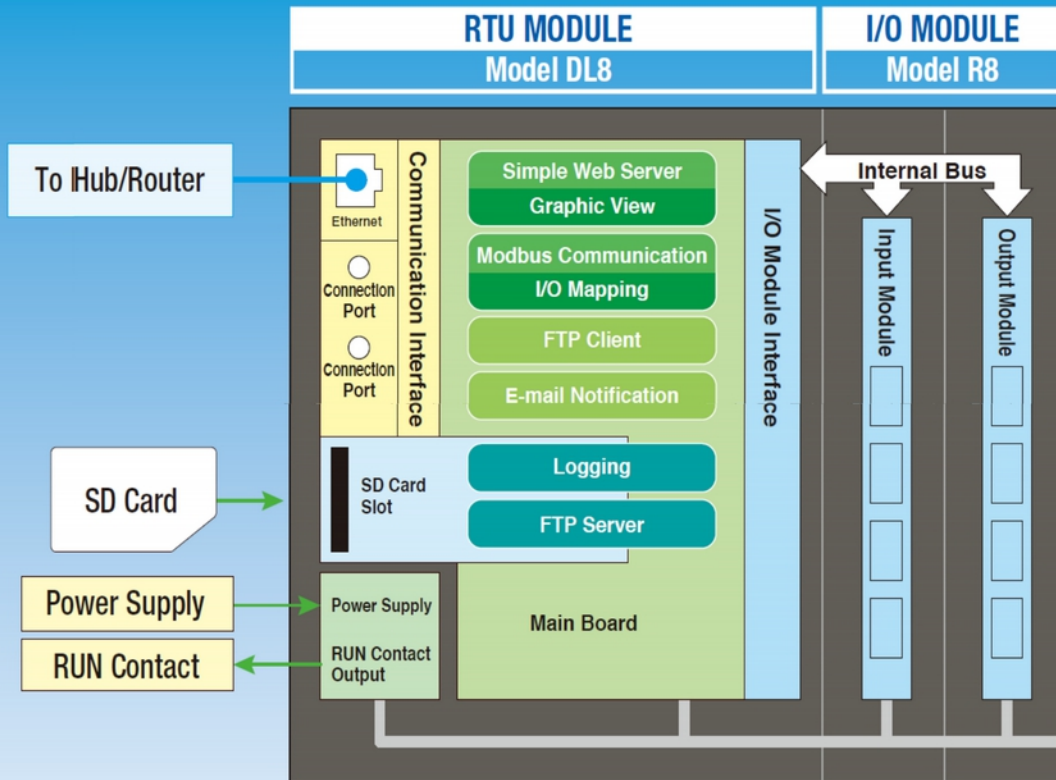 RTU MODULE
Model DL8
I/O MODULE
Model R8
To Hub/Router
Ethernet
Connection
Port
Connection
Port
Communication Interface
Simple Web Server
Graphic View
Modbus Communication
I/O Mapping
FTP Client
E-mail Notification
Logging
FTP Server
Main Board
I/O Module Interface
Internal Bus
Input Module
Output Module
SD Card
SD Card
Slot
Power Supply
Power Supply
RUN Contact
RUN Contact
Output